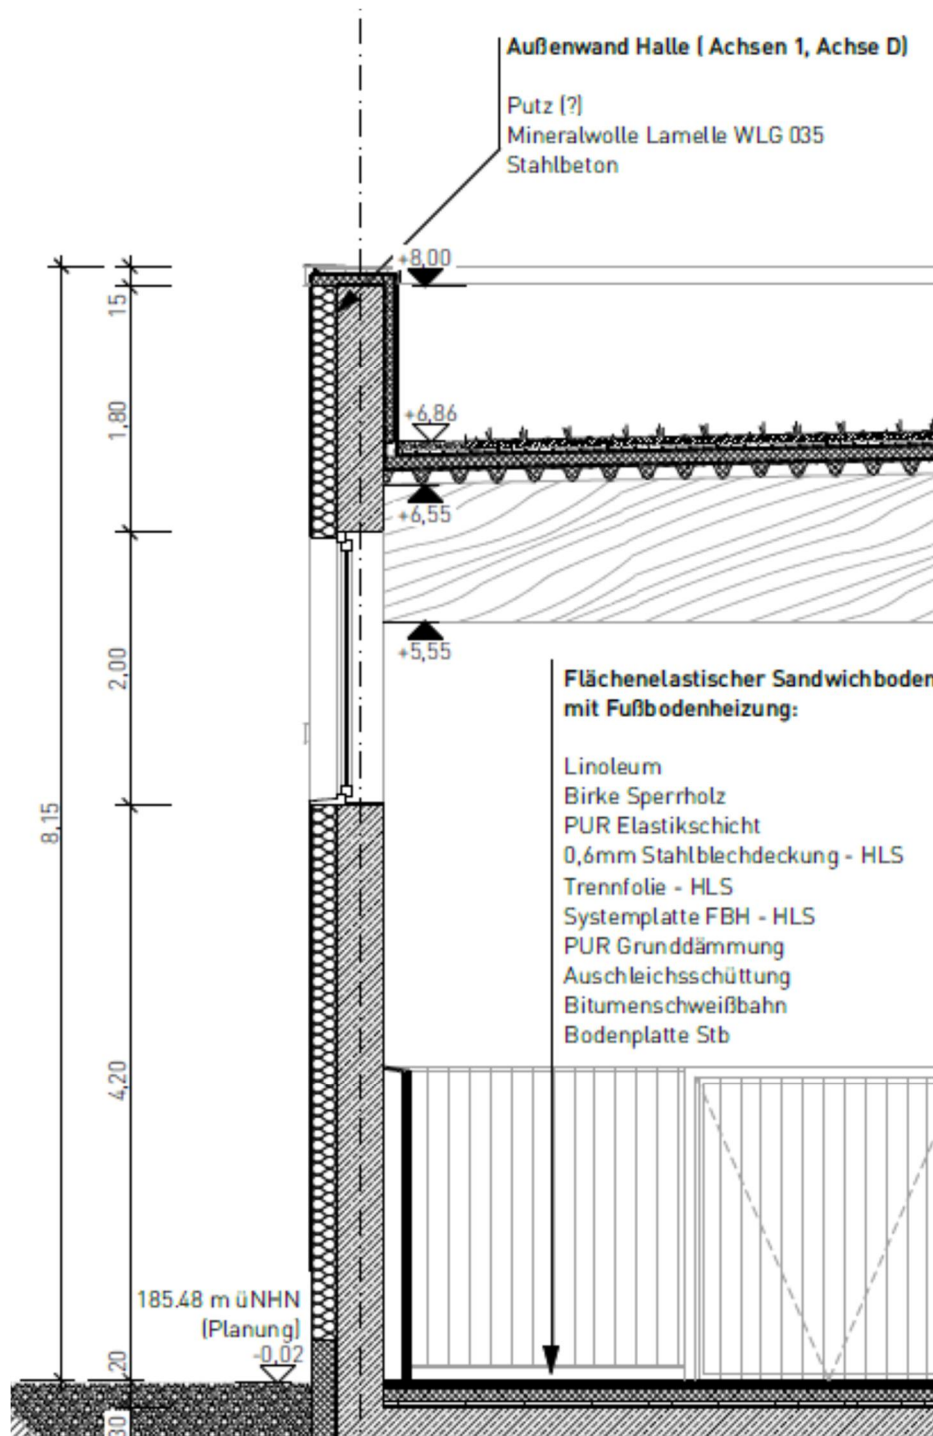 Außenwand Halle ( Achsen 1, Achse D)
Putz (?)
Mineralwolle Lamelle WLG 035
Stahlbeton
+8,00
15
1,80
+6,86
+6,55
+5,55
2,00
8,15
Flächenelastischer Sandwichboden
mit Fußbodenheizung:
Linoleum
Birke Sperrholz
PUR Elastikschicht
0,6mm Stahlblechdeckung - HLS
Trennfolie - HLS
Systemplatte FBH - HLS
PUR Grunddämmung
Auschleichsschüttung
Bitumenschweißbahn
Bodenplatte Stb
4,20
185.48 m üNHN
(Planung)
-0,02
20
30